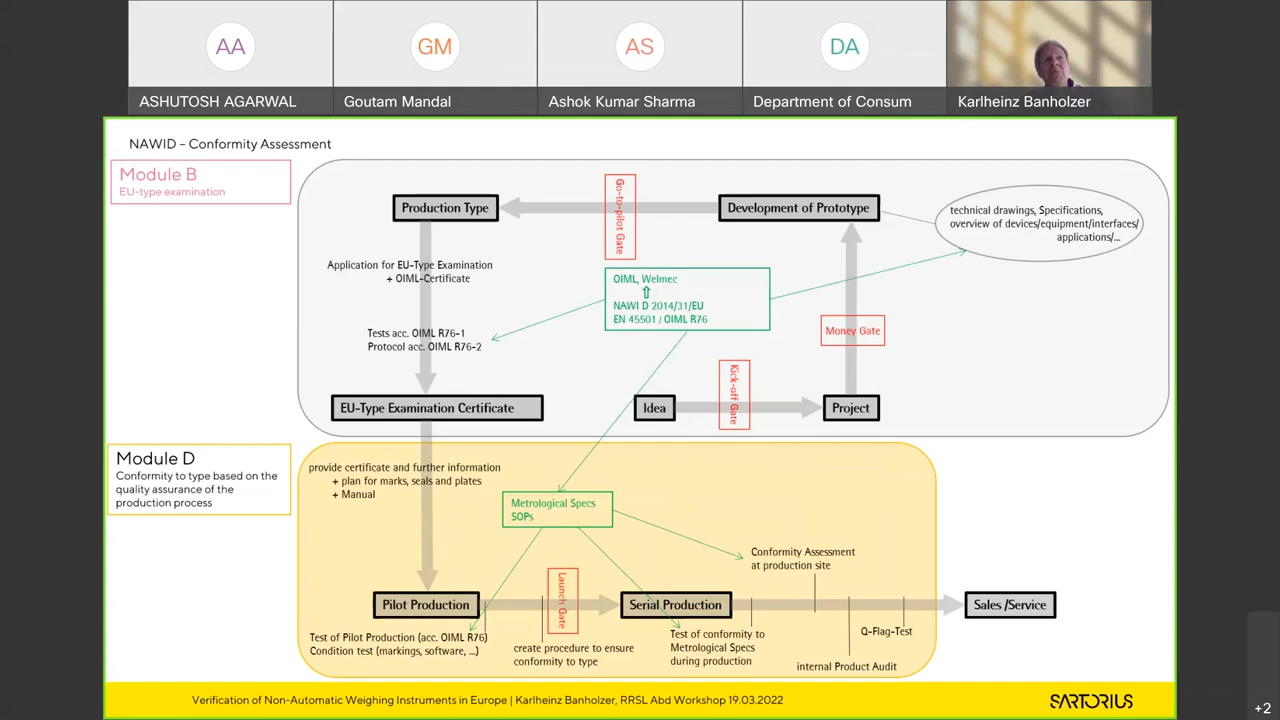 AA
GM
AS
DA
ASHUTOSH AGARWAL
Goutam Mandal
Ashok Kumar Sharma
Department of Consum
Karlheinz Banholzer
NAWID – Conformity Assessment
Module B
EU-type examination
Production Type
Go-to-pilot Gate
Development of Prototype
technical drawings, Specifications,
overview of devices/equipment/interfaces/
applications/...
Application for EU-Type Examination
+ OIML-Certificate
OIML, Welmec
NAWI D 2014/31/EU
EN 45501 / OIML R76
Tests acc. OIML R76-1
Protocol acc. OIML R76-2
Money Gate
EU-Type Examination Certificate
Idea
Kick-off Gate
Project
Module D
Conformity to type based on the
quality assurance of the
production process
provide certificate and further information
+ plan for marks, seals and plates
+ Manual
Metrological Specs
SOPs
Conformity Assessment
at production site
Pilot Production
Launch Gate
Serial Production
Sales /Service
Test of Pilot Production (acc. OIML R76)
Condition test (markings, software, ...)
create procedure to ensure
conformity to type
Test of conformity to
Metrological Specs
during production
Q-Flag-Test
internal Product Audit
Verification of Non-Automatic Weighing Instruments in Europe | Karlheinz Banholzer, RRSL Abd Workshop 19.03.2022
SARTORIUS
+2